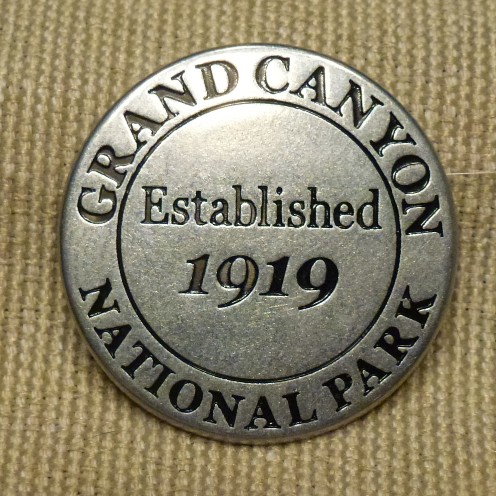 GRAND CANYON
Established
1919
NATIONAL PARK